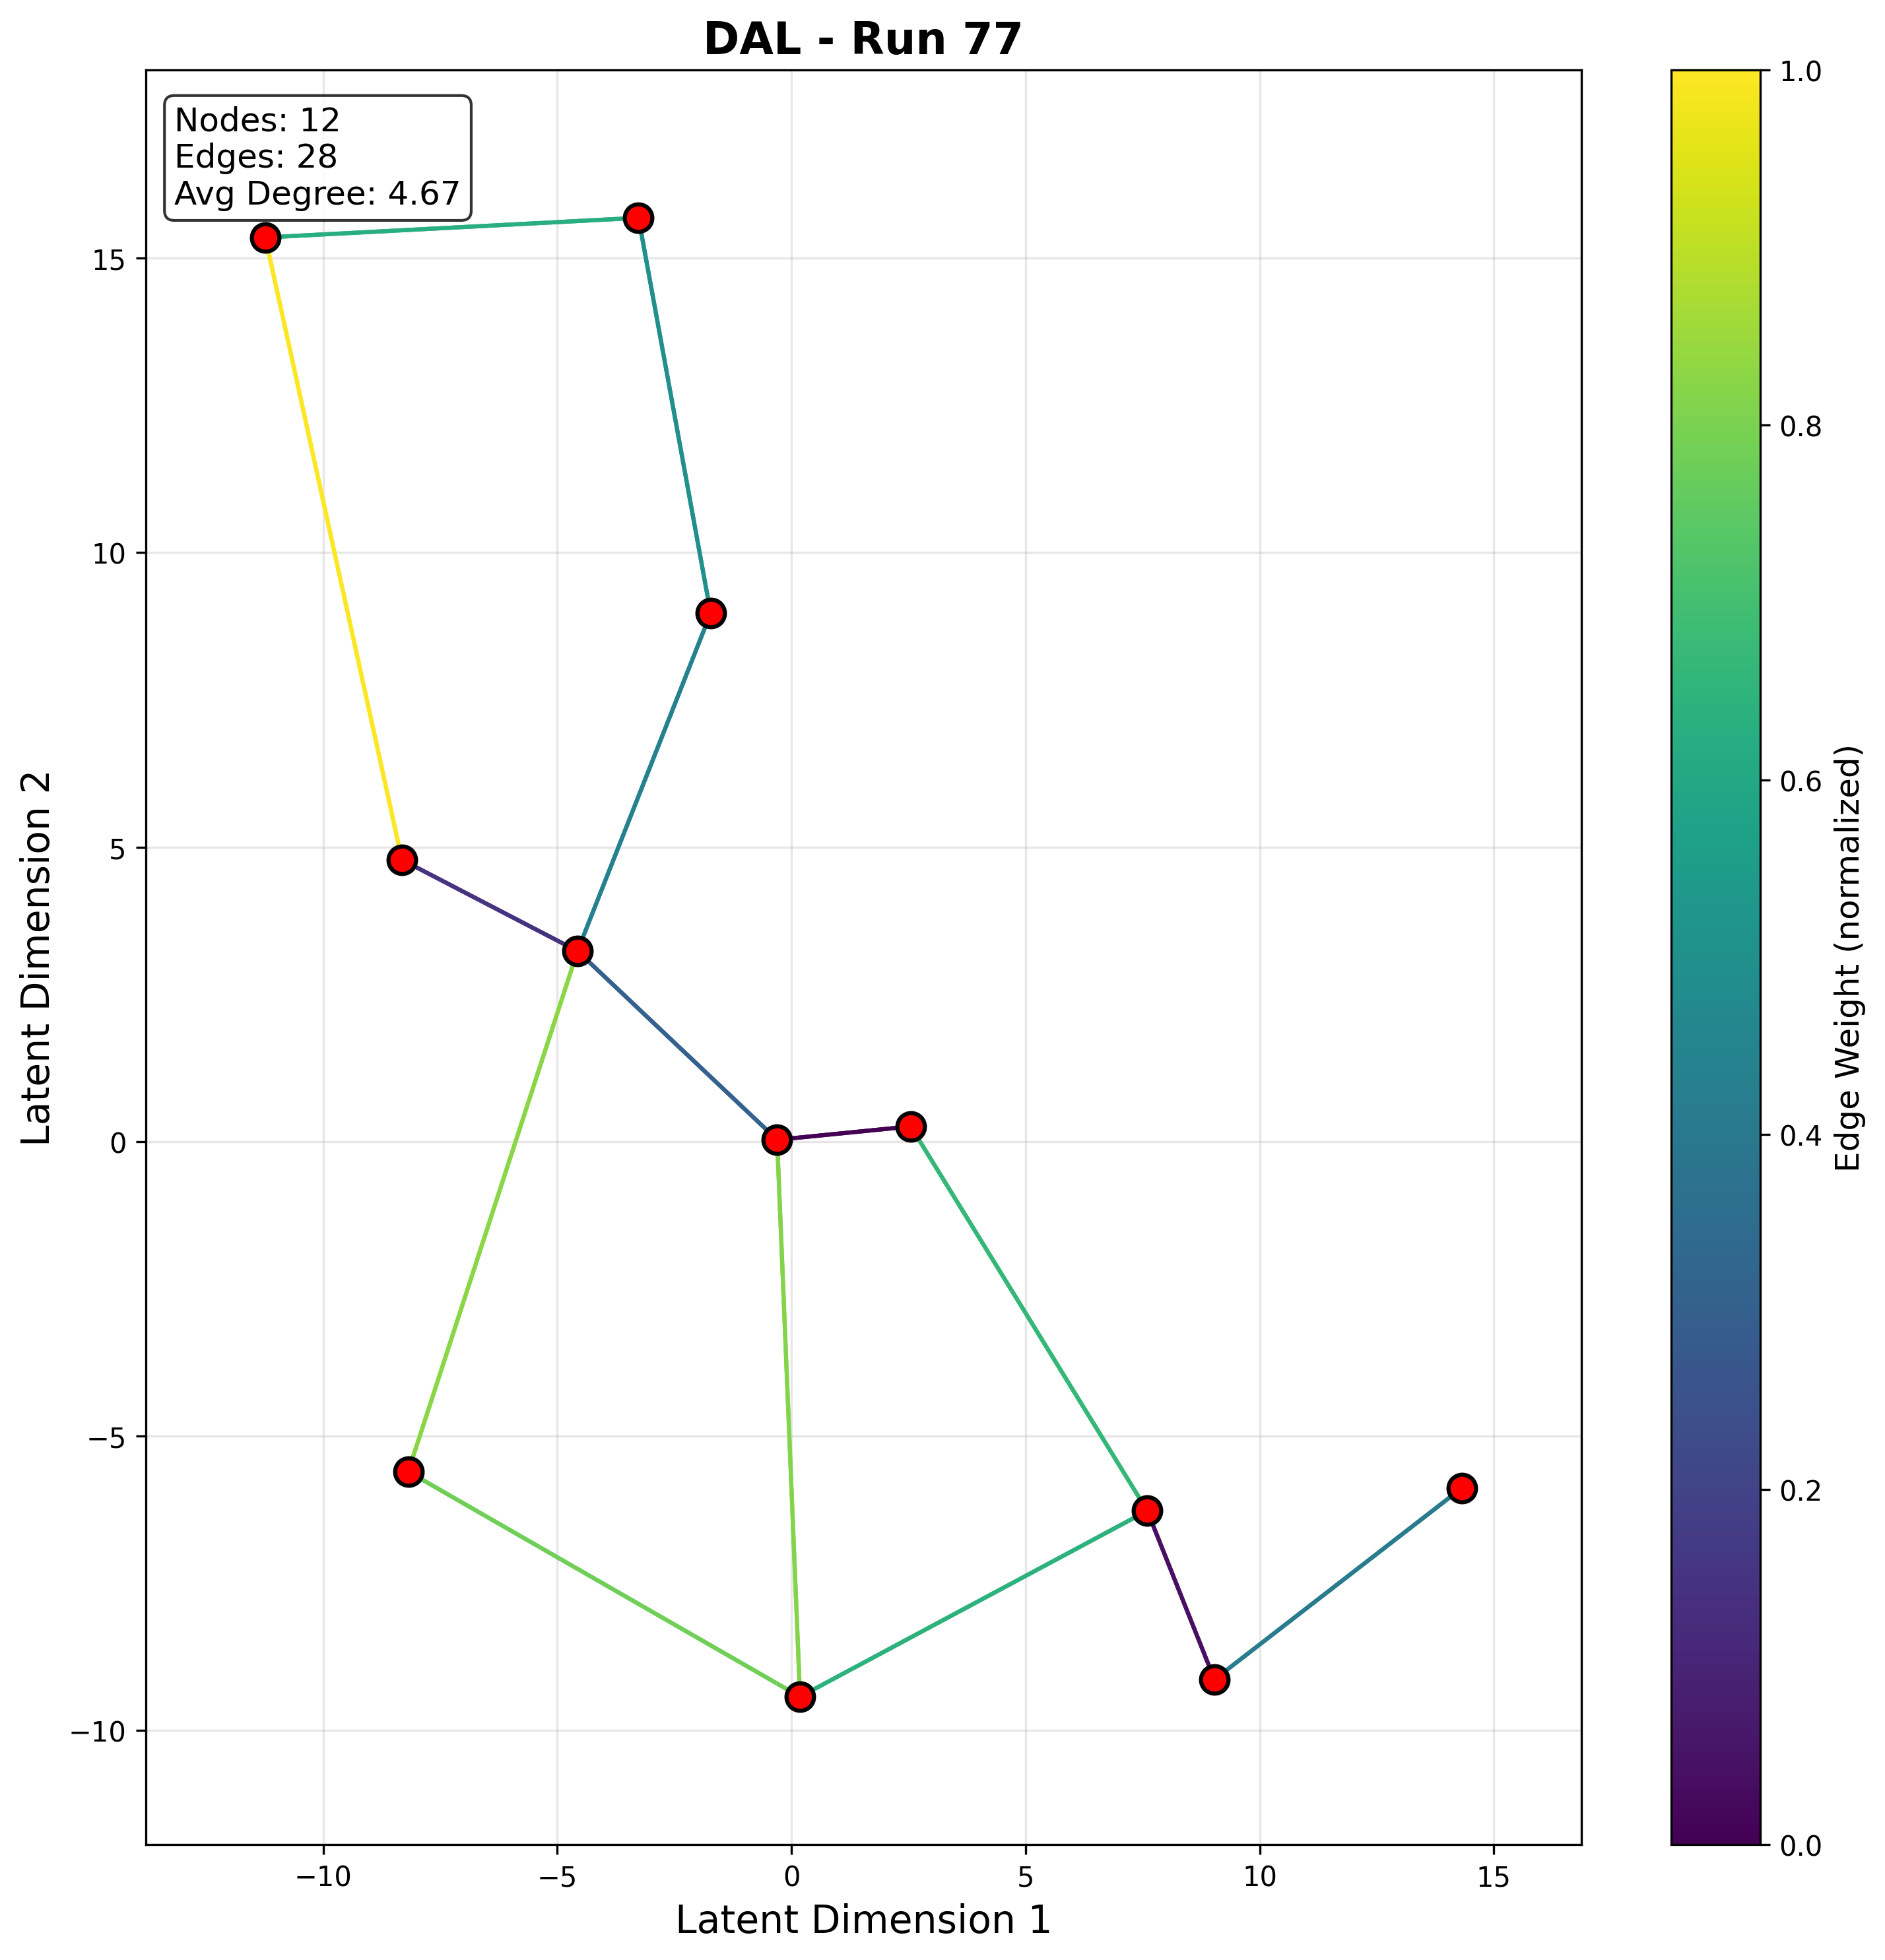 DAL - Run 77
Nodes: 12
Edges: 28
Avg Degree: 4.67
15
10
5
0
−5
−10
Latent Dimension 2
−10
−5
0
5
10
15
Latent Dimension 1
1.0
0.8
0.6
0.4
0.2
0.0
Edge Weight (normalized)